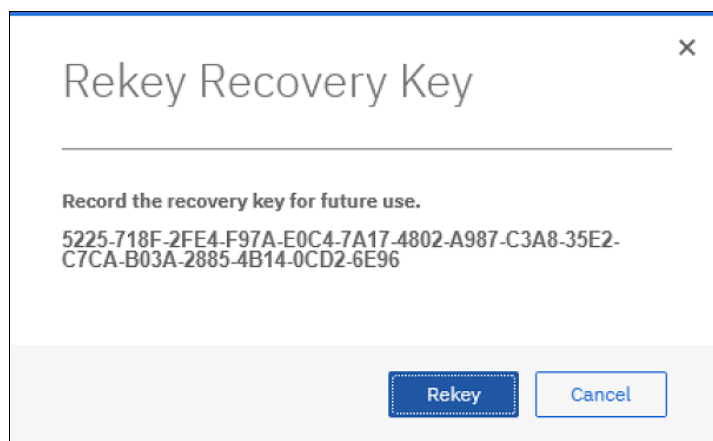 Rekey Recovery Key
Record the recovery key for future use.
5225-718F-2FE4-F97A-E0C4-7A17-4802-A987-C3A8-35E2-
C7CA-B03A-2885-4B14-0CD2-6E96
Rekey
Cancel